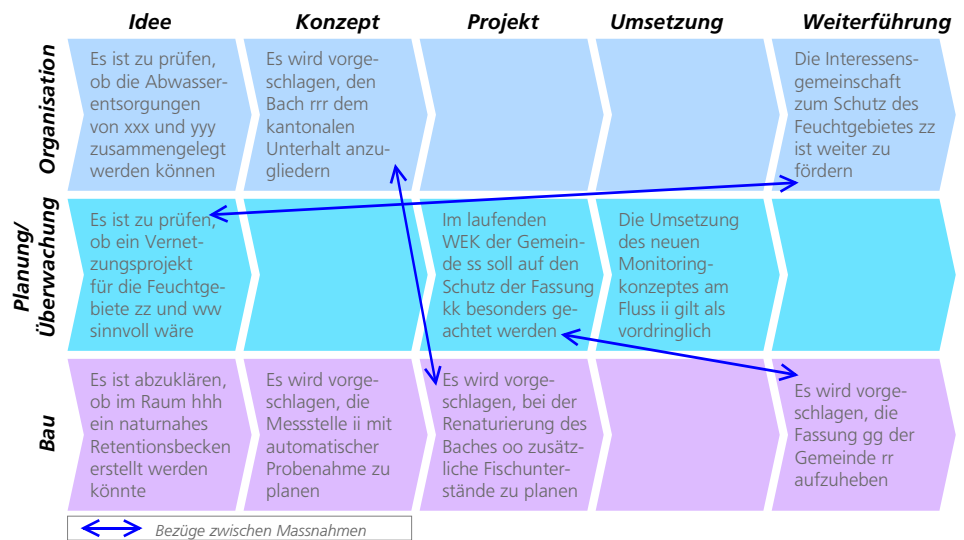 Idee
Konzept
Projekt
Umsetzung
Weiterführung
Organisation
Es ist zu prüfen,
ob die Abwasser-
entsorgungen
von xxx und yyy
zusammengelegt
werden können
Es wird vorge-
schlagen, den
Bach rrr dem
kantonalen
Unterhalt anzu-
gliedern
Die Interessens-
gemeinschaft
zum Schutz des
Feuchtgebietes zz
ist weiter zu
fördern
Planung/
Überwachung
Es ist zu prüfen,
ob ein Vernet-
zungsprojekt
für die Feuchtge-
biete zz und ww
sinnvoll wäre
Im laufenden
WEK der Gemein-
de ss soll auf den
Schutz der Fassung
kk besonders ge-
achtet werden
Die Umsetzung
des neuen
Monitoring-
konzeptes am
Fluss ii gilt als
vordringlich
Bau
Es ist abzuklären,
ob im Raum hhh
ein naturnahes
Retentionsbecken
erstellt werden
könnte
Es wird vorge-
schlagen, die
Messstelle ii mit
automatischer
Probenahme zu
planen
Es wird vorge-
schlagen, bei der
Renaturierung des
Baches oo zusätz-
liche Fischunter-
stände zu planen
Es wird vorge-
schlagen, die
Fassung gg der
Gemeinde rr
aufzuheben
Bezüge zwischen Massnahmen